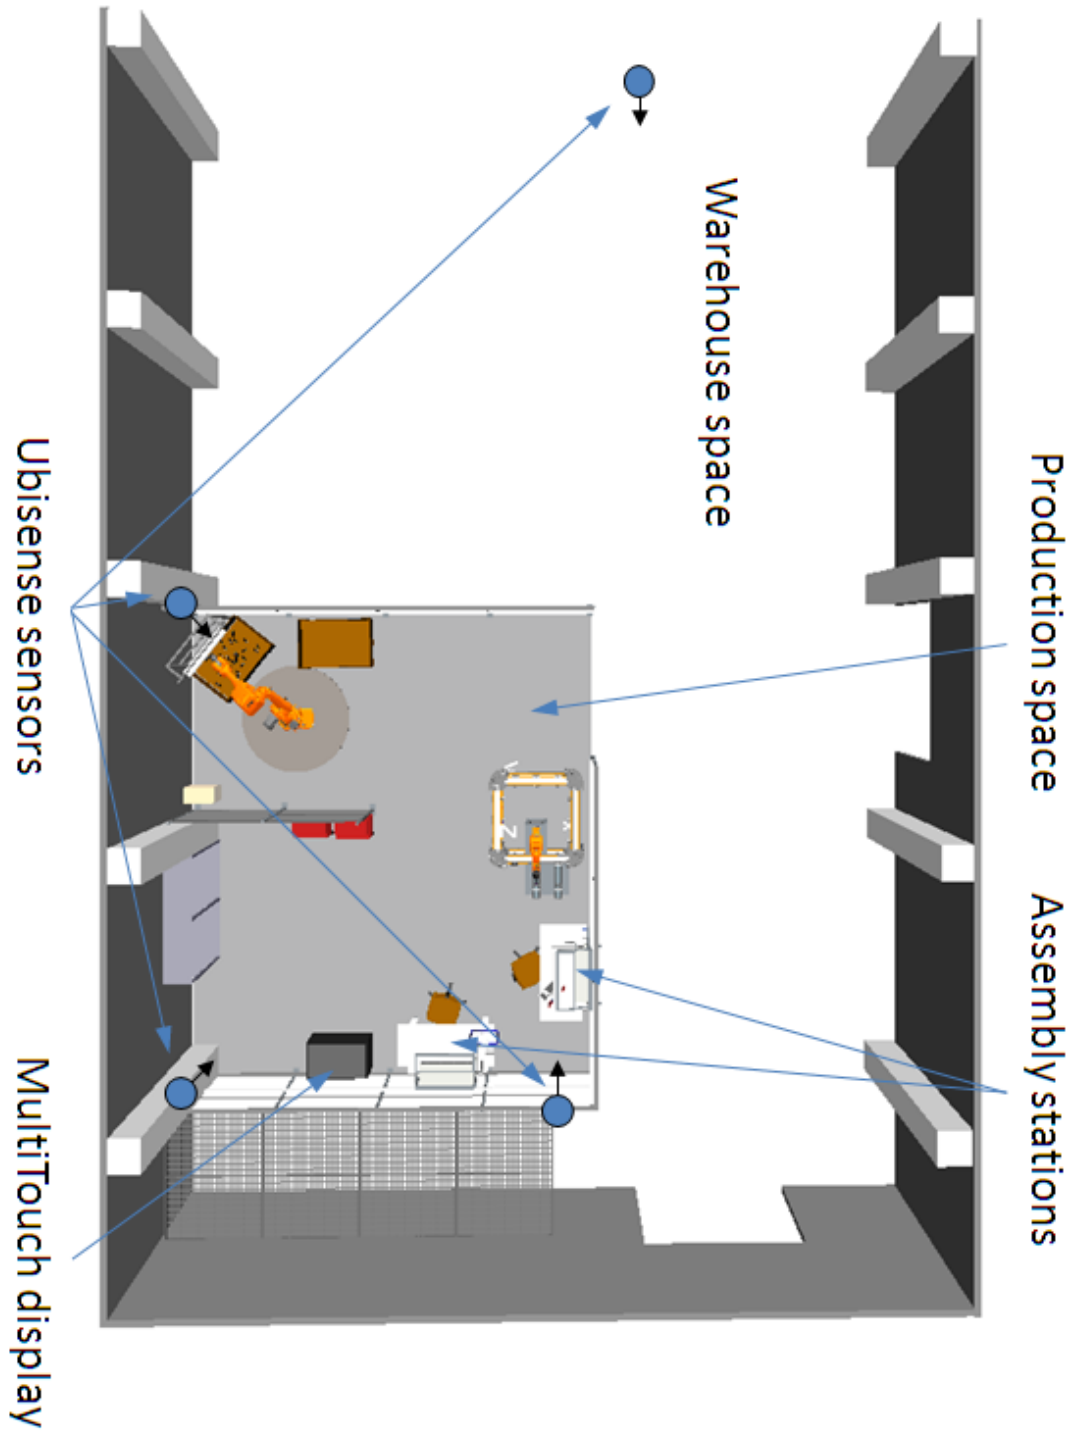 Warehouse space
Production space
Assembly stations
Ubisense sensors
MultiTouch display
Z